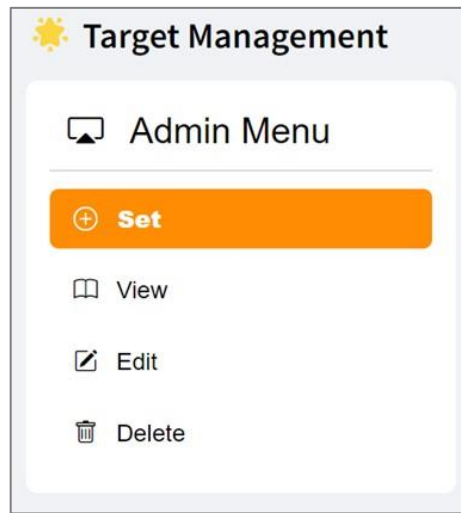 Target Management
Admin Menu
Set
View
Edit
Delete